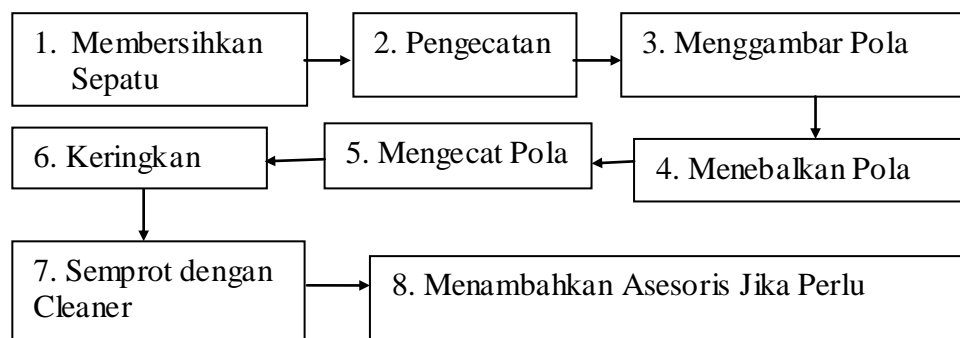 1. Membersihkan
Sepatu
2. Pengecatan
3. Menggambar Pola
4. Menebalkan Pola
5. Mengecat Pola
6. Keringkan
7. Semprot dengan
Cleaner
8. Menambahkan Asesoris Jika Perlu